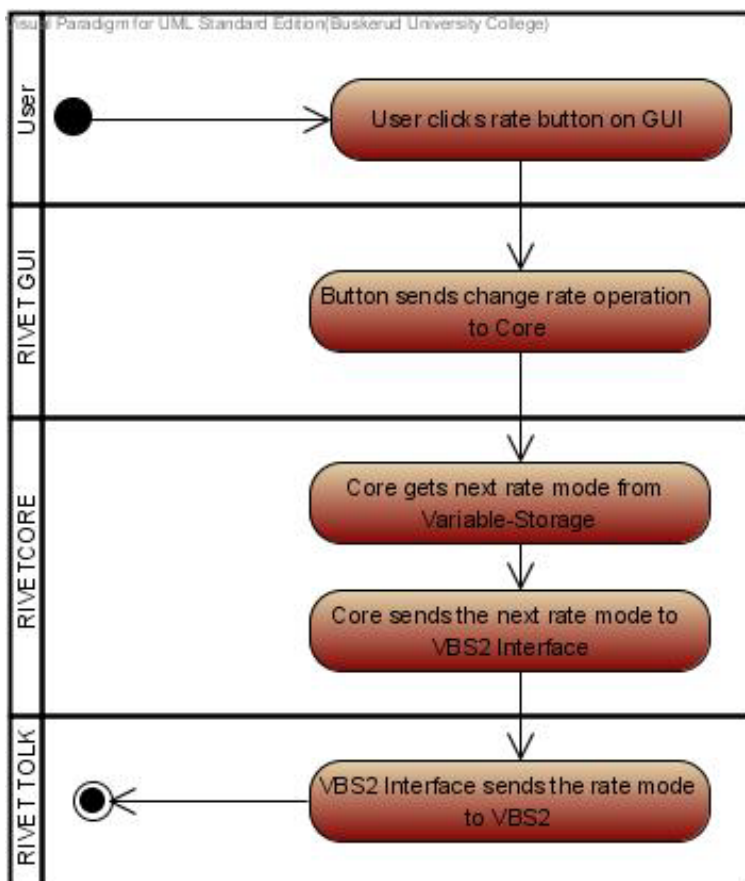 Visual Paradigm for UML Standard Edition(Buskerud University College)
User
User clicks rate button on GUI
RIVET GUI
Button sends change rate operation
to Core
RIVETCORE
Core gets next rate mode from
Variable-Storage
Core sends the next rate mode to
VBS2 Interface
RIVET TOLK
VBS2 Interface sends the rate mode
to VBS2